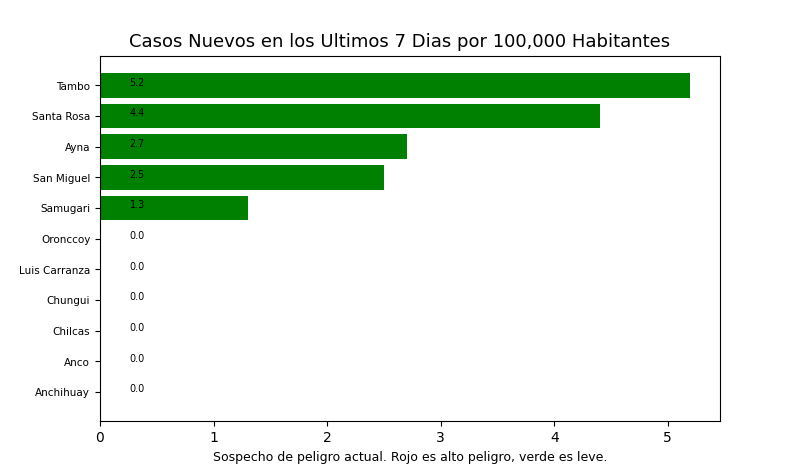 Casos Nuevos en los Ultimos 7 Dias por 100,000 Habitantes
Tambo 5.2
Santa Rosa 4.4
Ayna 2.7
San Miguel 2.5
Samugari 1.3
Oronccoy 0.0
Luis Carranza 0.0
Chungui 0.0
Chilcas 0.0
Anco 0.0
Anchihuay 0.0
0 1 2 3 4 5
Sospecho de peligro actual. Rojo es alto peligro, verde es leve.